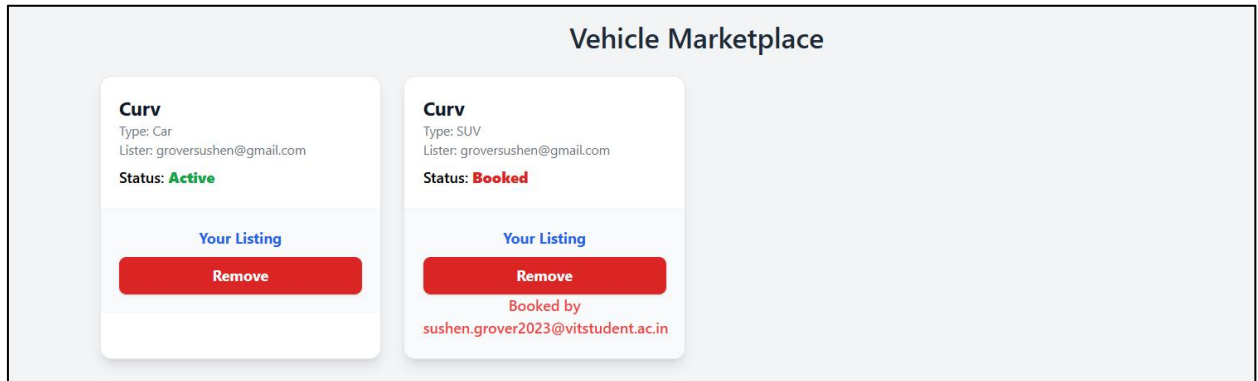 Vehicle Marketplace
Curv
Type: Car
Lister: groversushen@gmail.com
Status: Active
Your Listing
Remove
Curv
Type: SUV
Lister: groversushen@gmail.com
Status: Booked
Your Listing
Remove
Booked by
sushen.grover2023@vitstudent.ac.in